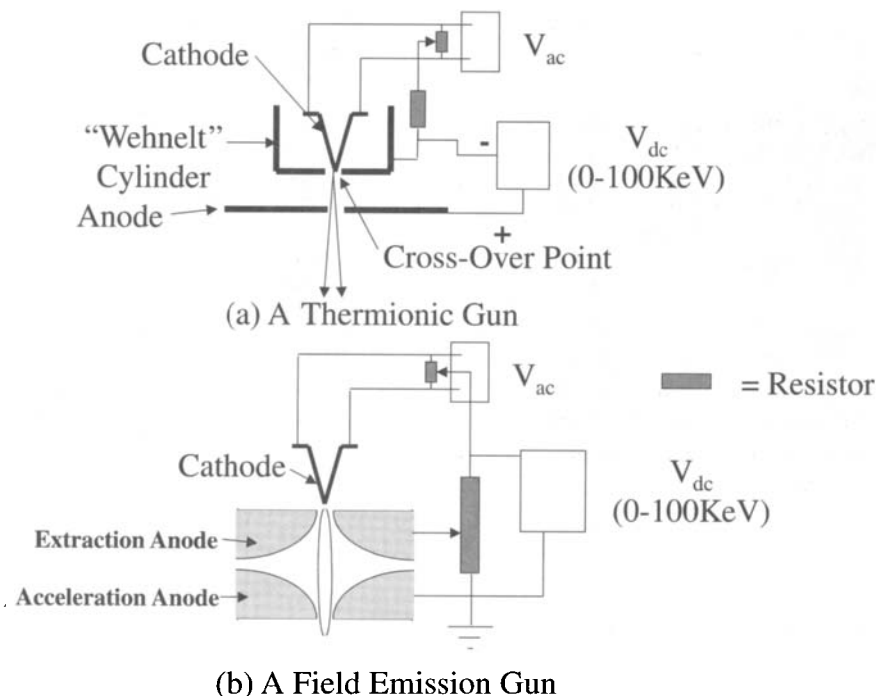 Cathode
V_ac
“Wehnelt”
Cylinder
-
V_dc
(0-100KeV)
Anode
+
Cross-Over Point
(a) A Thermionic Gun
V_ac
= Resistor
Cathode
V_dc
(0-100KeV)
Extraction Anode
Acceleration Anode
(b) A Field Emission Gun